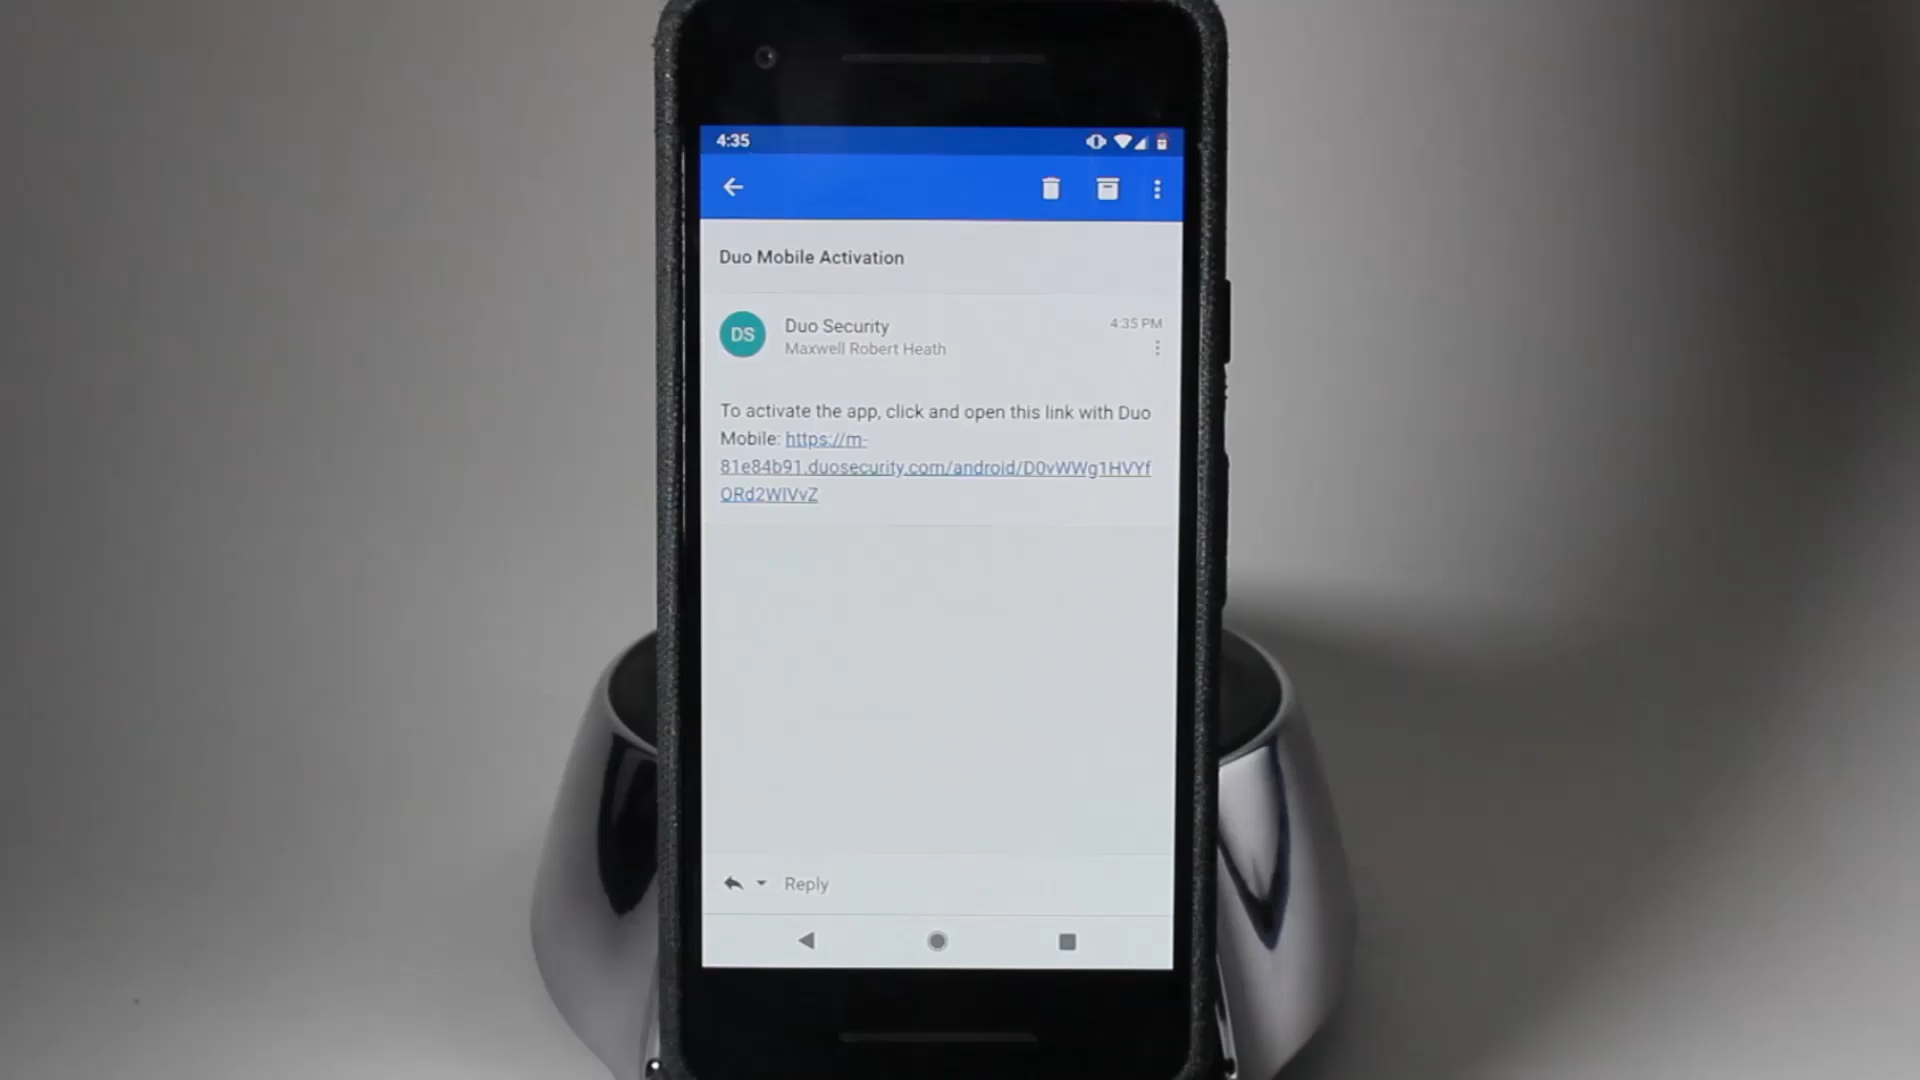 4:35
Duo Mobile Activation
DS
Duo Security
4:35 PM
Maxwell Robert Heath
To activate the app, click and open this link with Duo
Mobile: https://m-
81e84b91.duosecurity.com/android/D0vWWg1HVYf
QRd2WlVvZ
Reply